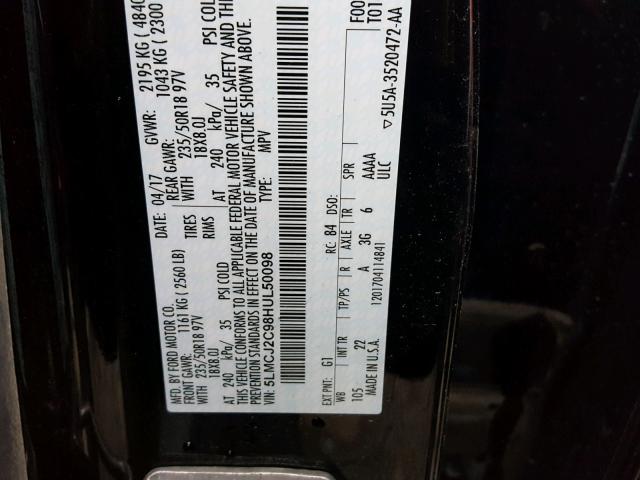 MFD. BY FORD MOTOR CO. DATE: 04/17 GVWR: 2195 KG ( 4840
FRONT GAWR: 1161 KG ( 2560 LB) REAR GAWR: 1043 KG ( 2300
WITH 235/50R18 97V TIRES WITH 235/50R18 97V
18X8.0J RIMS 18X8.0J
AT 240 kPa/ 35 PSI COLD AT 240 kPa/ 35 PSI COLD
THIS VEHICLE CONFORMS TO ALL APPLICABLE FEDERAL MOTOR VEHICLE SAFETY AND THE
PREVENTION STANDARDS IN EFFECT ON THE DATE OF MANUFACTURE SHOWN ABOVE.
VIN: 5LMCJ2C98HUL50098 TYPE: MPV
F00
T01
EXT PNT: G1 RC: 84 DSO:
WB INT TR TP/PS R AXLE TR SPR
105 22 A 3G 6 AAAA
MADE IN U.S.A. ULC
1201704114841 ▽5U5A-3520472-AA